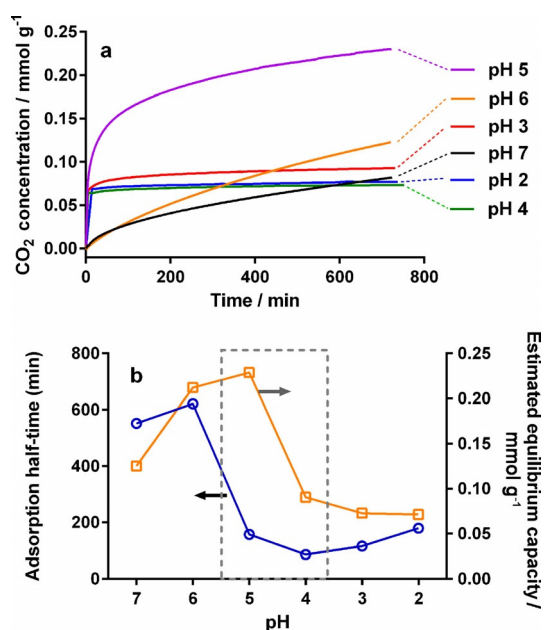 a
CO₂ concentration / mmol g⁻¹
0.25
0.20
0.15
0.10
0.05
0.00
0 200 400 600 800
Time / min
pH 5
pH 6
pH 3
pH 7
pH 2
pH 4
b
Adsorption half-time (min)
800
600
400
200
0
7 6 5 4 3 2
pH
0.25
0.20
0.15
0.10
0.05
0.00
Estimated equilibrium capacity /
mmol g⁻¹